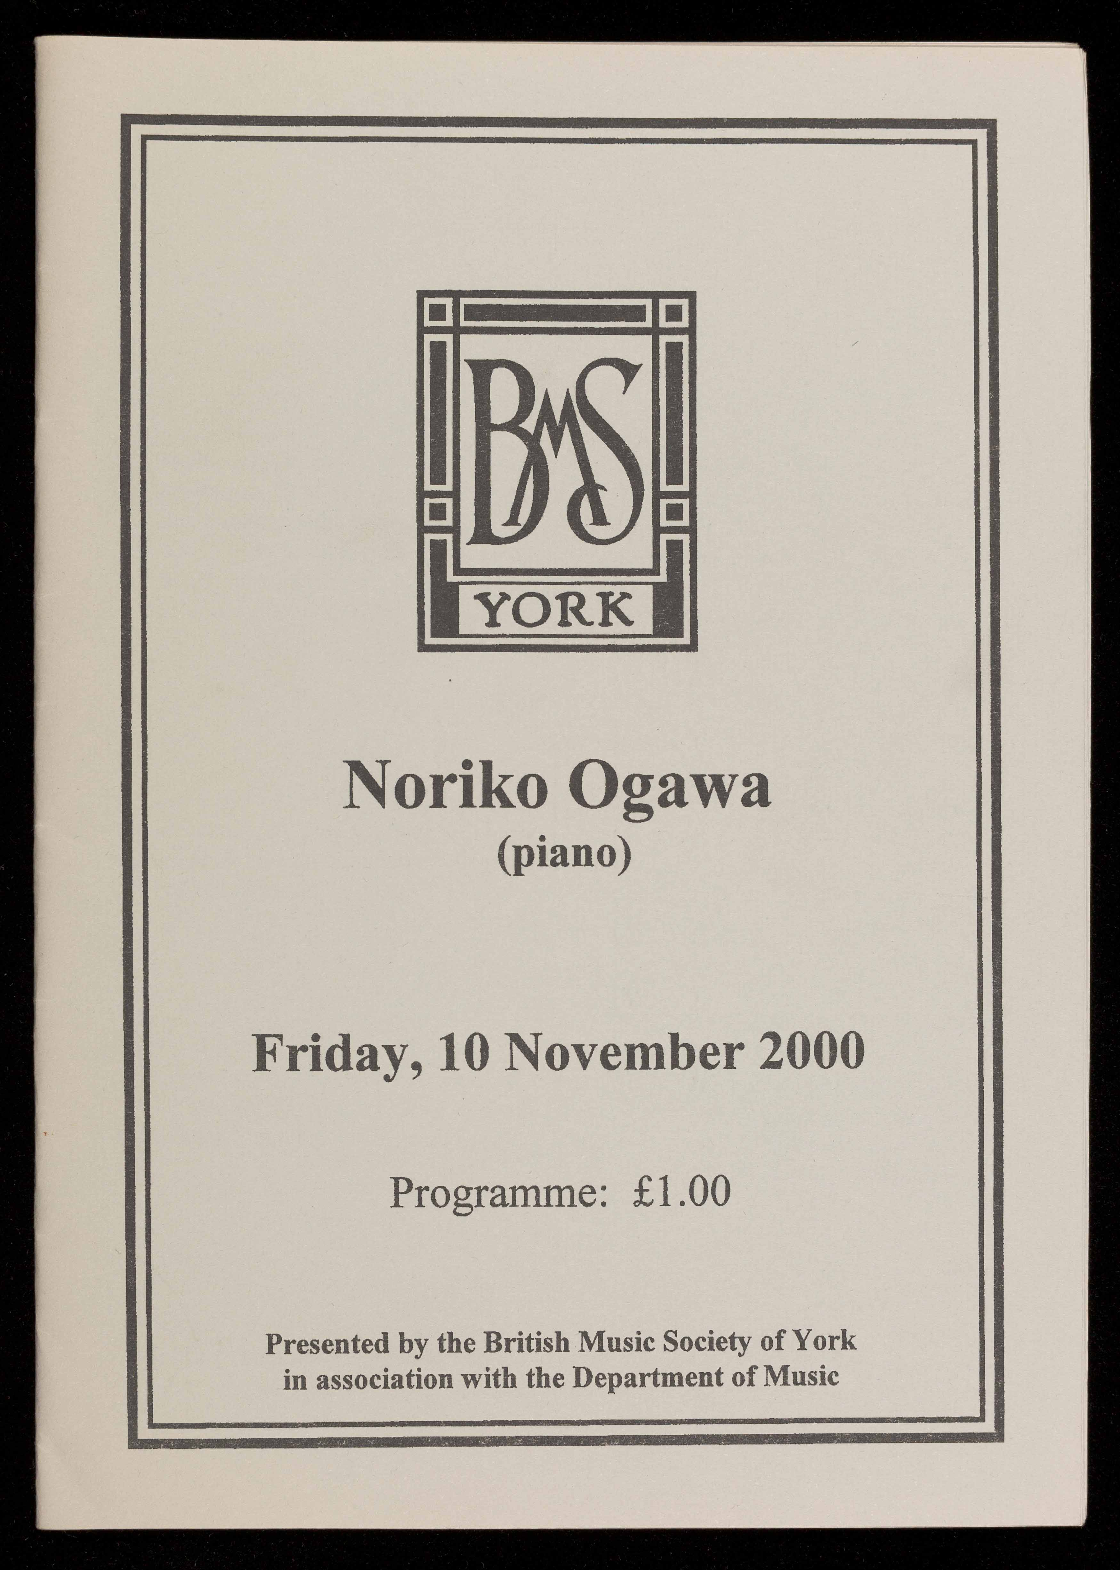 BMS
YORK
Noriko Ogawa
(piano)
Friday, 10 November 2000
Programme: £1.00
Presented by the British Music Society of York
in association with the Department of Music